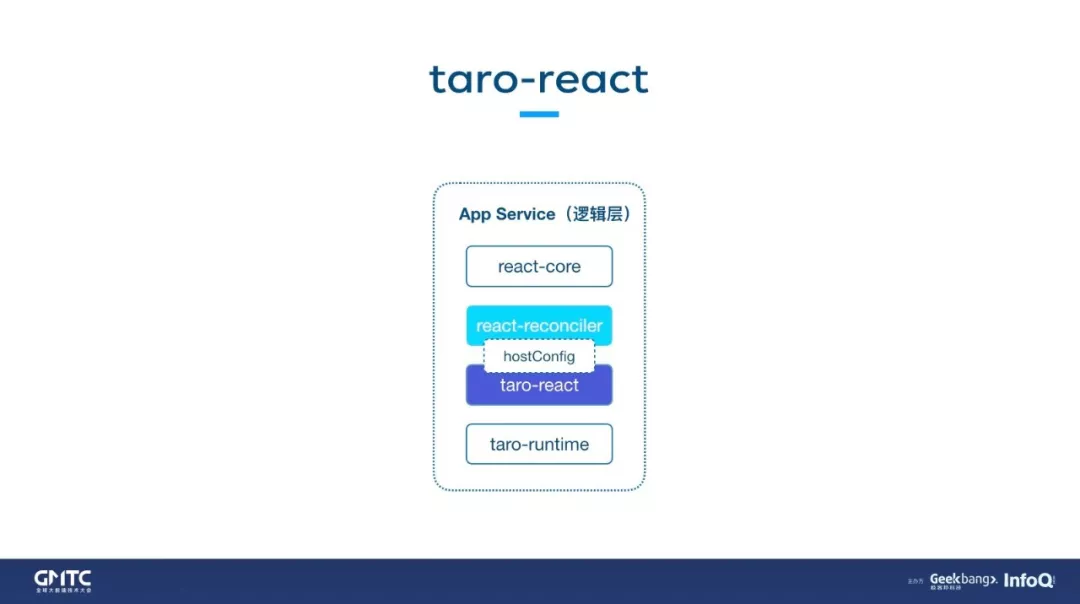 taro-react
App Service（逻辑层）
react-core
react-reconciler
hostConfig
taro-react
taro-runtime
GMTC
全球大前端技术大会
主办方
Geekbang>.
极客邦科技
InfoQ